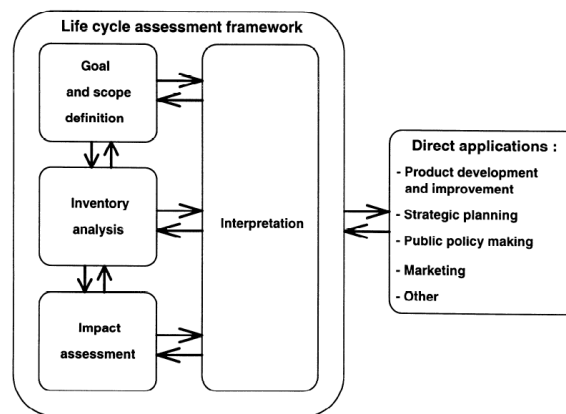 Life cycle assessment framework
Goal
and scope
definition
Inventory
analysis
Impact
assessment
Interpretation
Direct applications :
- Product development
and improvement
- Strategic planning
- Public policy making
- Marketing
- Other